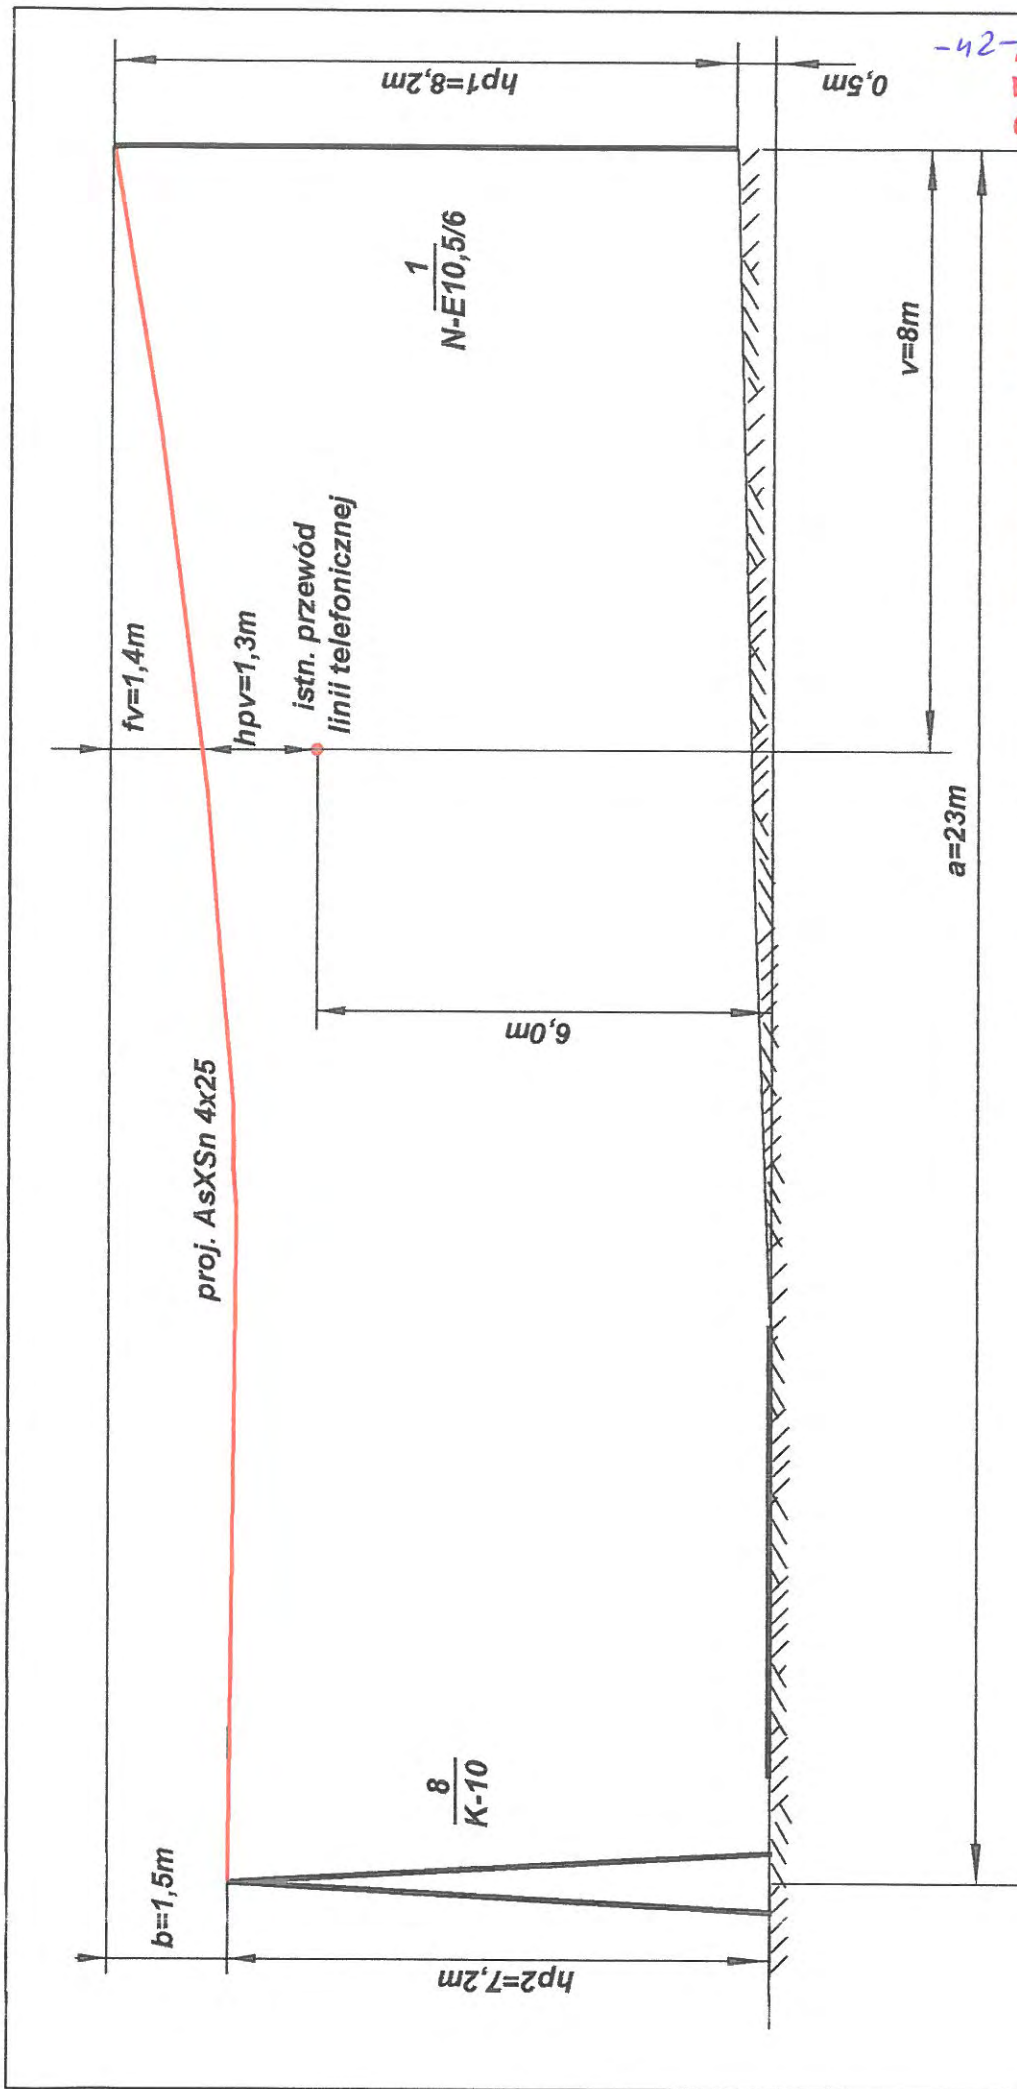 b=1,5m
hp2=7,2m
8
K-10
proj. AsXSn 4x25
fv=1,4m
hpv=1,3m
istn. przewód
linii telefonicznej
6,0m
1
N-E10,5/6
hp1=8,2m
0,5m
v=8m
a=23m
-24-